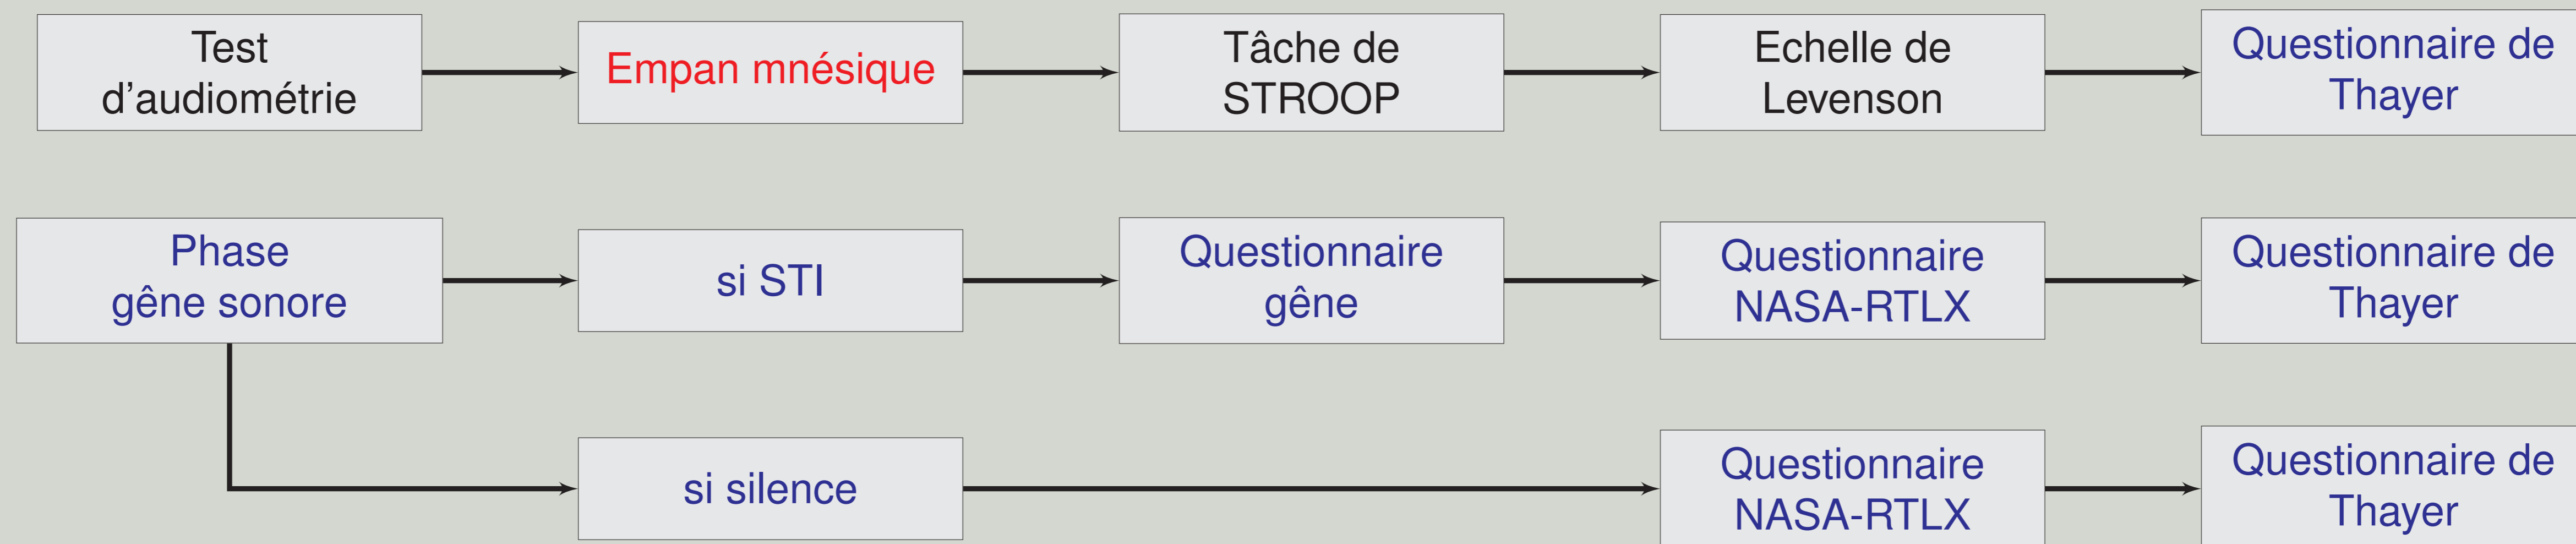 Test
d'audiométrie
Empan mnésique
Tâche de
STROOP
Echelle de
Levenson
Questionnaire de
Thayer
Phase
gêne sonore
si STI
Questionnaire
gêne
Questionnaire
NASA-RTLX
Questionnaire de
Thayer
si silence
Questionnaire
NASA-RTLX
Questionnaire de
Thayer